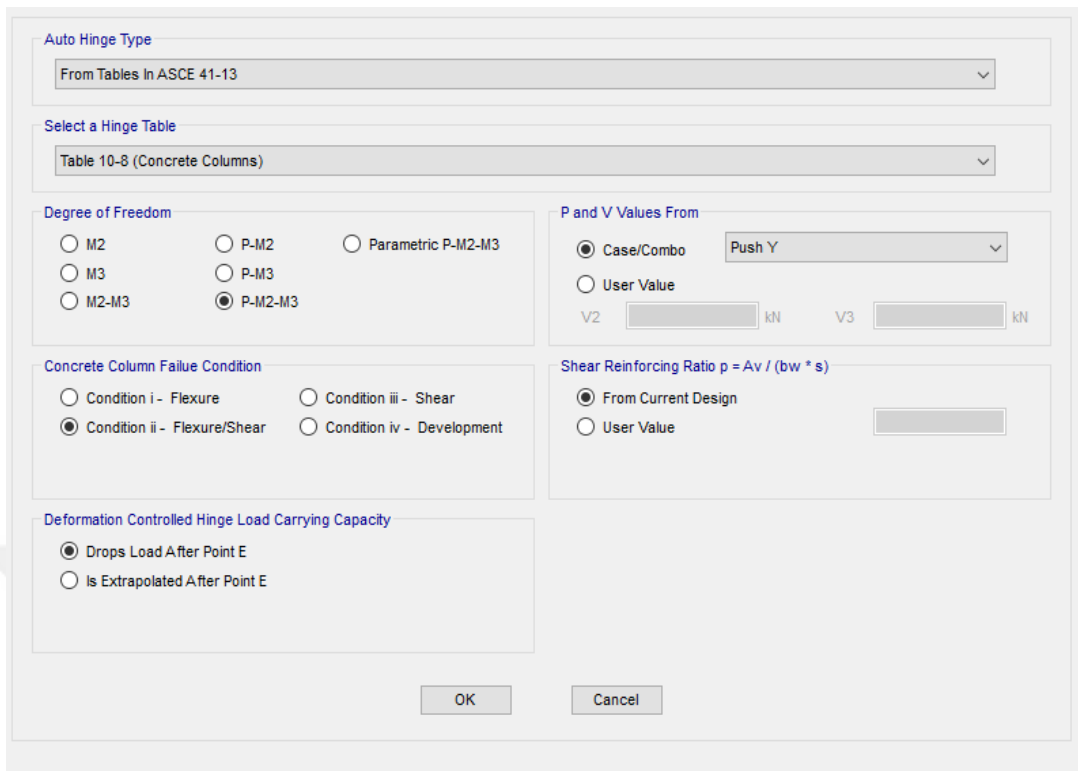 Auto Hinge Type
From Tables In ASCE 41-13
Select a Hinge Table
Table 10-8 (Concrete Columns)
Degree of Freedom
M2
P-M2
Parametric P-M2-M3
M3
P-M3
M2-M3
P-M2-M3
P and V Values From
Case/Combo
Push Y
User Value
V2
kN
V3
kN
Concrete Column Failue Condition
Condition i - Flexure
Condition iii - Shear
Condition ii - Flexure/Shear
Condition iv - Development
Shear Reinforcing Ratio p = Av / (bw * s)
From Current Design
User Value
Deformation Controlled Hinge Load Carrying Capacity
Drops Load After Point E
Is Extrapolated After Point E
OK
Cancel